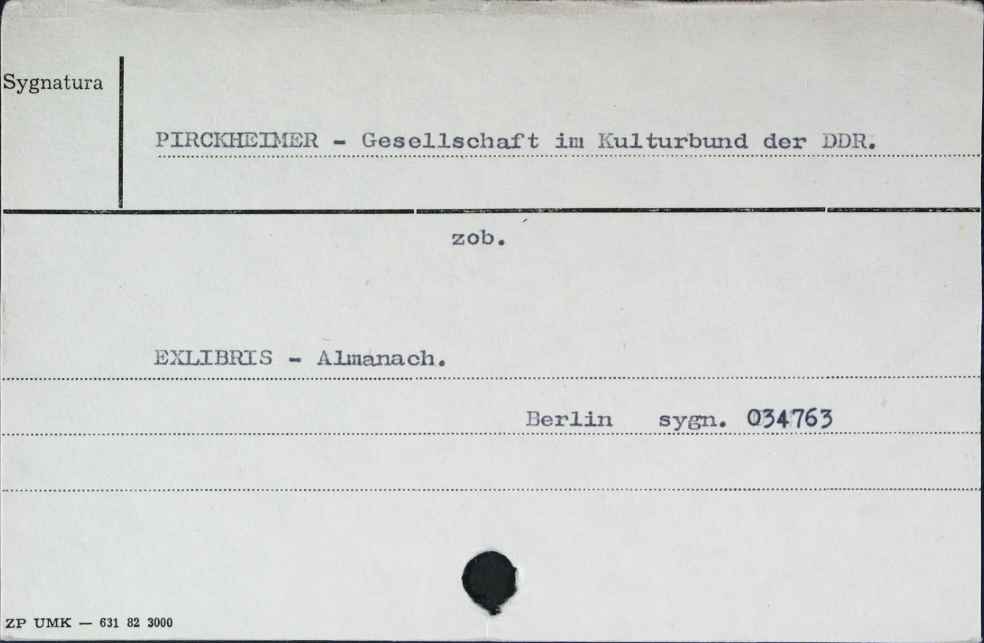 Sygnatura
PIRCKHEIMER - Gesellschaft im Kulturbund der DDR.
zob.
EXLIBRIS - Almanach.
Berlin sygn. 034763
ZP UMK — 631 82 3000